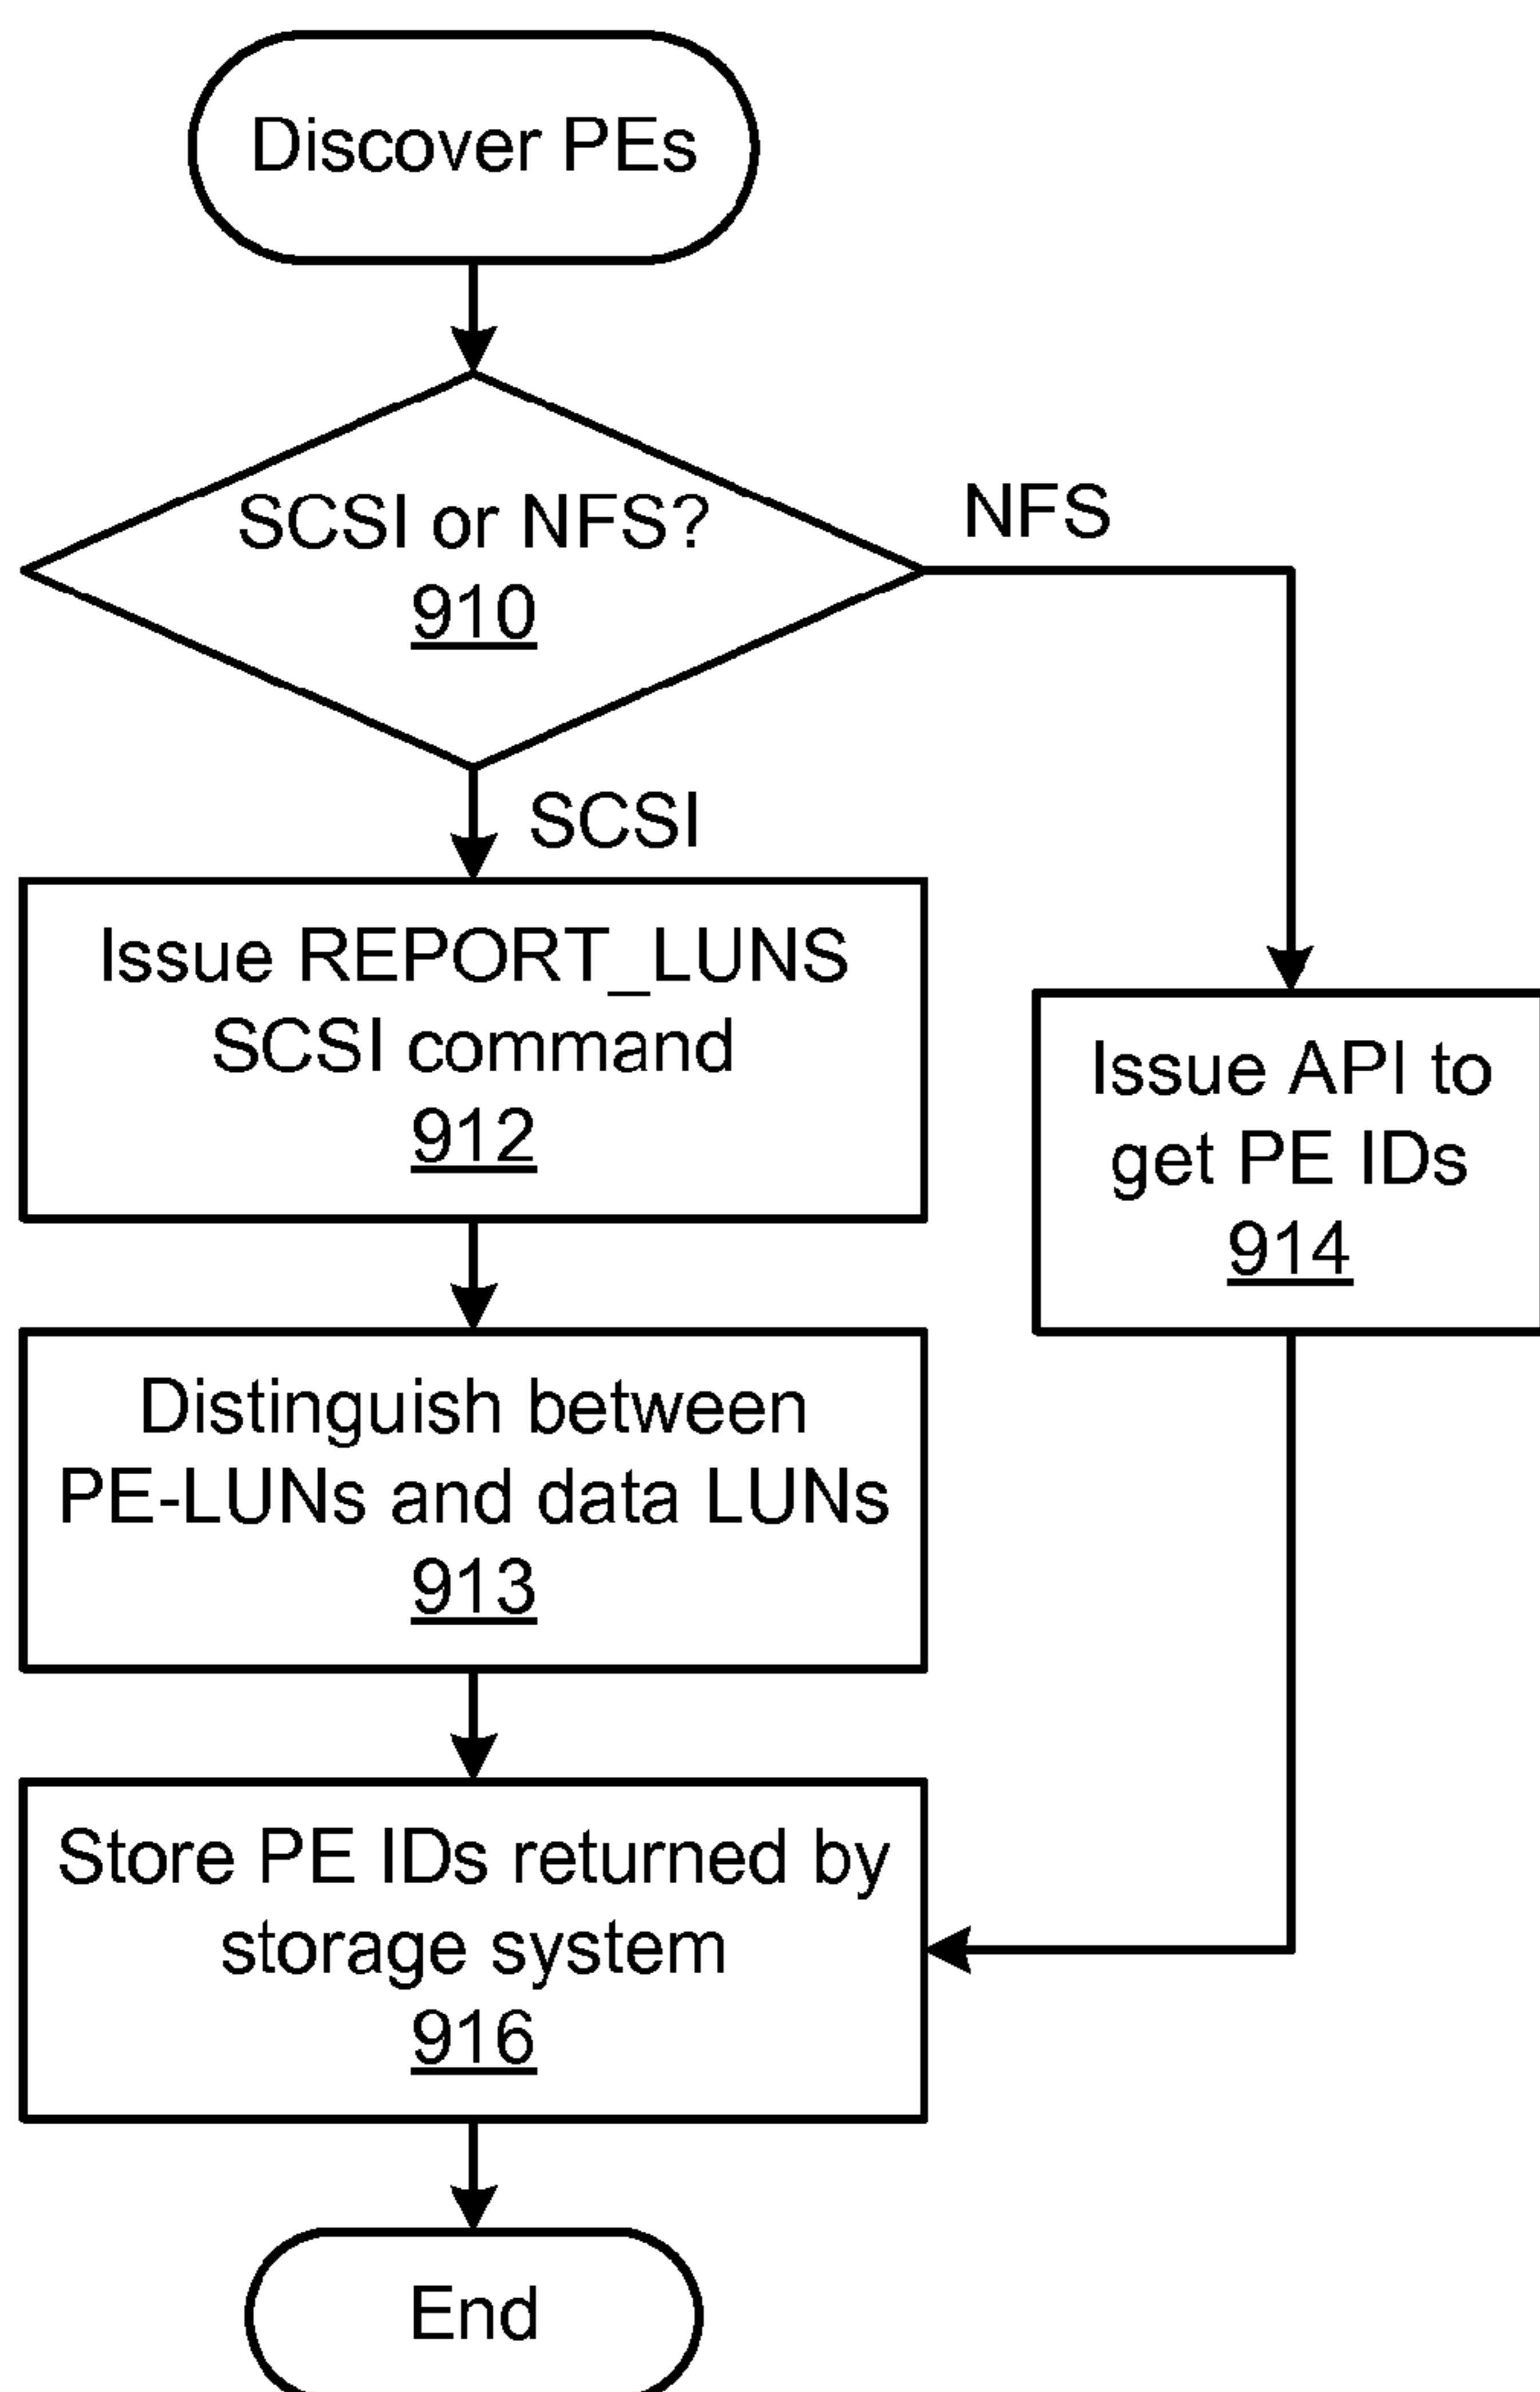 Discover PEs
SCSI or NFS?
910
NFS
SCSI
Issue REPORT_LUNS
SCSI command
912
Issue API to
get PE IDs
914
Distinguish between
PE-LUNs and data LUNs
913
Store PE IDs returned by
storage system
916
End